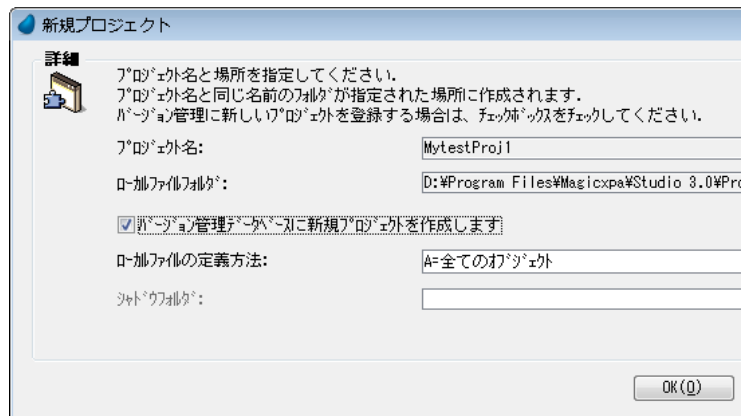 新規プロジェクト
詳細
ﾌﾟﾛｼﾞｪｸﾄ名と場所を指定してください.
ﾌﾟﾛｼﾞｪｸﾄ名と同じ名前のﾌｫﾙﾀﾞが指定された場所に作成されます.
ﾊﾞｰｼﾞｮﾝ管理に新しいﾌﾟﾛｼﾞｪｸﾄを登録する場合は、ﾁｪｯｸﾎﾞｯｸｽをﾁｪｯｸしてください.
ﾌﾟﾛｼﾞｪｸﾄ名: MytestProj1
ﾛｰｶﾙﾌｧｲﾙﾌｫﾙﾀﾞ: D:¥Program Files¥Magicxpa¥Studio 3.0¥Pro
ﾊﾞｰｼﾞｮﾝ管理ﾃﾞｰﾀﾍﾞｰｽに新規ﾌﾟﾛｼﾞｪｸﾄを作成します
ﾛｰｶﾙﾌｧｲﾙの定義方法: A=全てのｵﾌﾞｼﾞｪｸﾄ
ｼｬﾄﾞｳﾌｫﾙﾀﾞ:
OK(O)